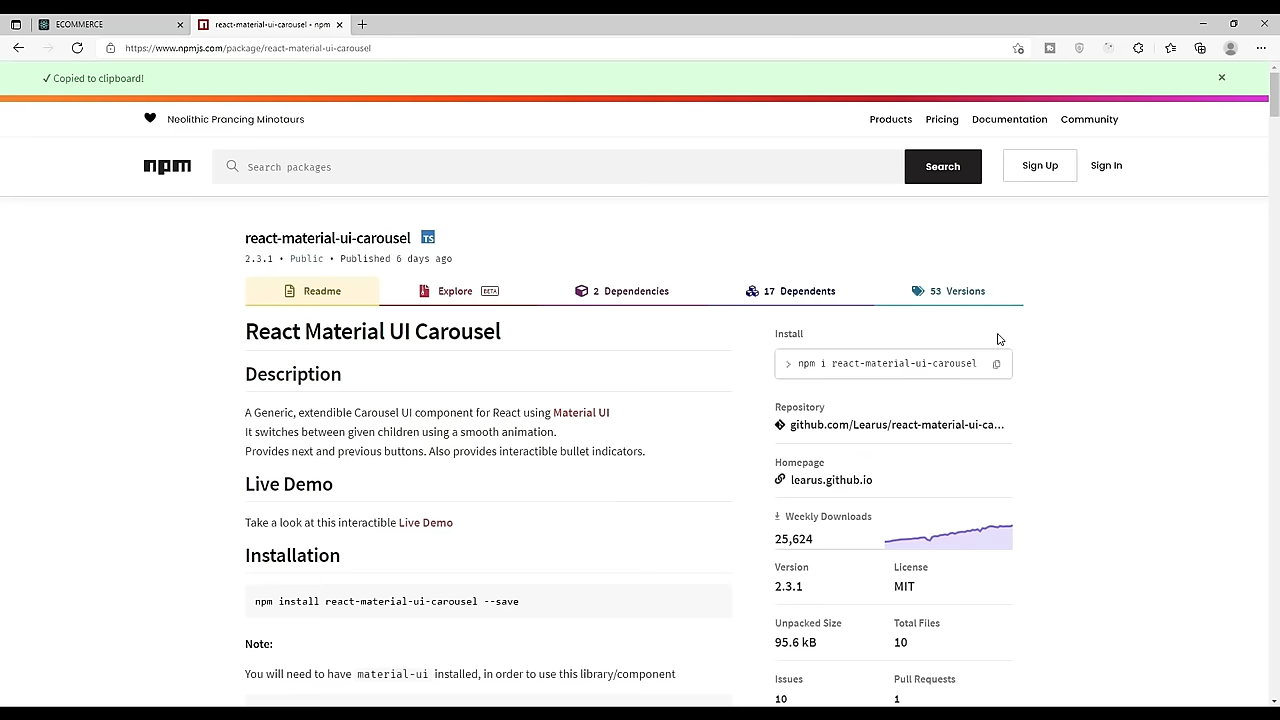 ECOMMERCE
react-material-ui-carousel - npm
https://www.npmjs.com/package/react-material-ui-carousel
✓ Copied to clipboard!
Neolithic Prancing Minotaurs
Products Pricing Documentation Community
npm
Search packages
Search
Sign Up
Sign In
react-material-ui-carousel TS
2.3.1 • Public • Published 6 days ago
Readme
Explore BETA
2 Dependencies
17 Dependents
53 Versions
React Material UI Carousel
Description
A Generic, extendible Carousel UI component for React using Material UI
It switches between given children using a smooth animation.
Provides next and previous buttons. Also provides interactible bullet indicators.
Live Demo
Take a look at this interactible Live Demo
Installation
npm install react-material-ui-carousel --save
Note:
You will need to have material-ui installed, in order to use this library/component
Install
> npm i react-material-ui-carousel
Repository
github.com/Learus/react-material-ui-ca...
Homepage
learus.github.io
Weekly Downloads
25,624
Version License
2.3.1 MIT
Unpacked Size Total Files
95.6 kB 10
Issues Pull Requests
10 1